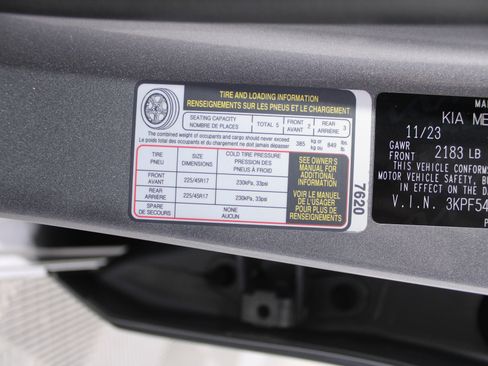 TIRE AND LOADING INFORMATION
RENSEIGNEMENTS SUR LES PNEUS ET LE CHARGEMENT
SEATING CAPACITY
NOMBRE DE PLACES
TOTAL 5
FRONT
AVANT 2
REAR
ARRIÈRE 3
The combined weight of occupants and cargo should never exceed
Le poids total des occupants et du chargement ne doit jamais dépasser
385 kg or 849 lbs
kg ou lb
TIRE
PNEU
SIZE
DIMENSIONS
COLD TIRE PRESSURE
PRESSION DES
PNEUS À FROID
FRONT
AVANT
225/45R17
230kPa, 33psi
REAR
ARRIÈRE
225/45R17
230kPa, 33psi
SPARE
DE SECOURS
NONE
AUCUN
SEE OWNER'S
MANUAL FOR
ADDITIONAL
INFORMATION
VOIR LE MANUEL
DE L'USAGER
POUR PLUS DE
RENSEIGNEMENTS
7620
KIA
11/23
GAWR
FRONT 2183 LB
THIS VEHICLE CONFORMS
MOTOR VEHICLE SAFETY,
IN EFFECT ON THE DA
V.I.N. 3KPF54